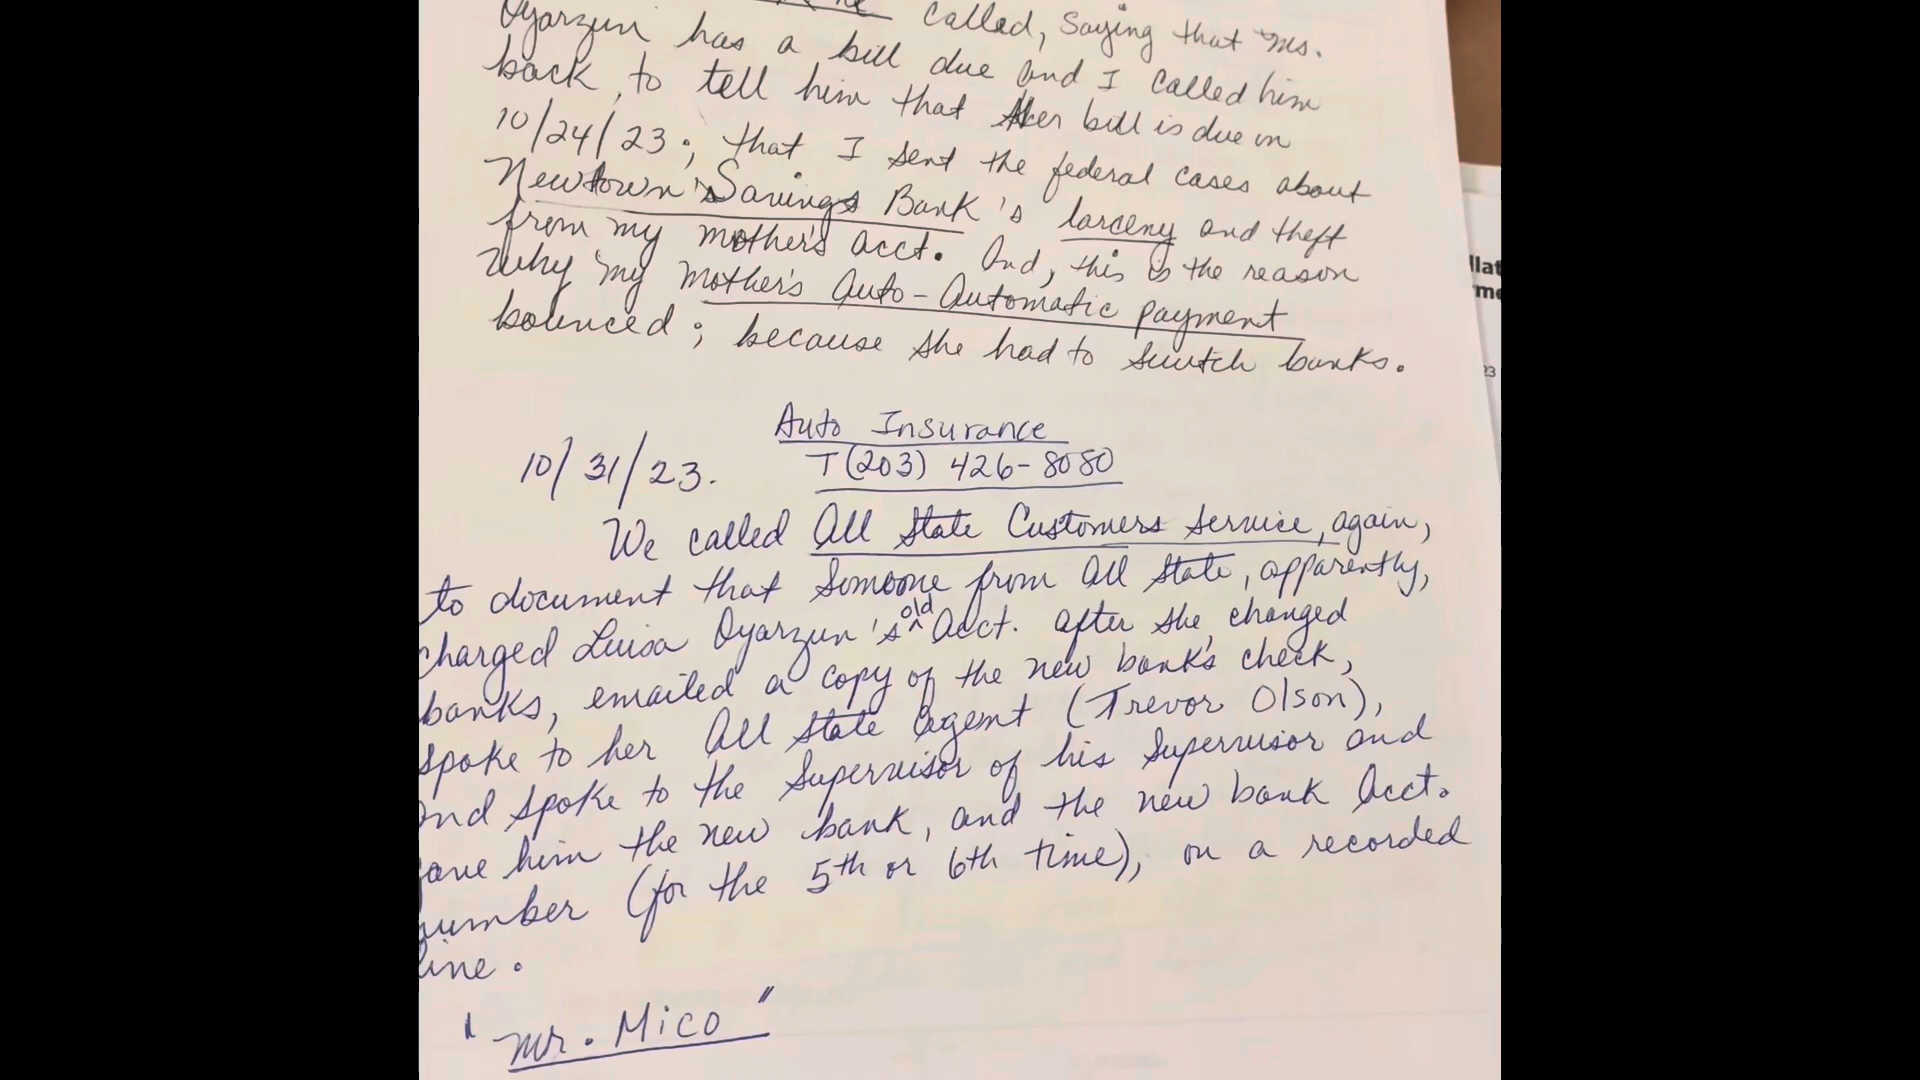 called, Saying that Ms.
Oyarzun has a bill due and I called him
back, to tell him that Her bill is due in
10/24/23; that I sent the federal cases about
Newtown Savings Bank's larceny and theft
from my mother's acct. And, this is the reason
why my mother's Auto-Automatic payment
bounced; because she had to switch banks.
Auto Insurance
10/31/23. T(203) 426-8080
We called All State Customers Service, again,
to document that Someone from All State, apparently,
charged Luisa Oyarzun's old Acct. after she changed
banks, emailed a copy of the new bank's check,
spoke to her All State Agent (Trevor Olson),
and spoke to the Supervisor of his Supervisor and
gave him the new bank, and the new bank Acct.
number (for the 5th or 6th time), on a recorded
line.
"Mr. Mico"
llat
me
23